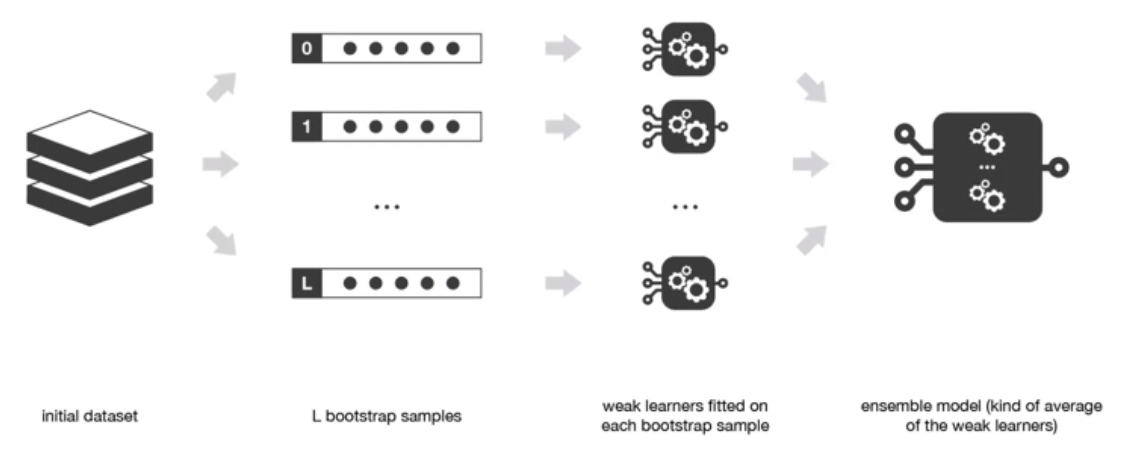 0
1
...
...
...
L
initial dataset
L bootstrap samples
weak learners fitted on
each bootstrap sample
ensemble model (kind of average
of the weak learners)